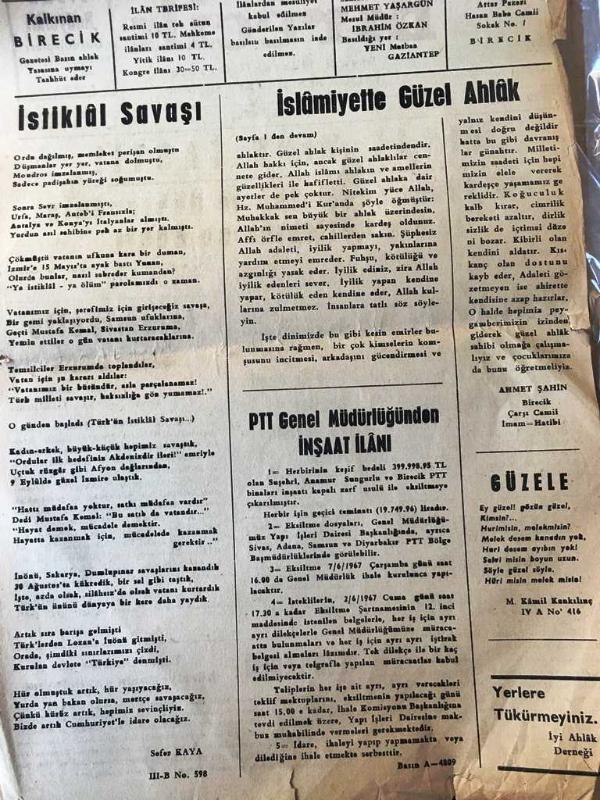 Kalkınan
BİRECİK
Gazetesi Basın ahlak
Yasasına uymayı
Taahhüt eder
İLÂN TARİFESİ:
Resmi ilân tek sütun
santimi 10 TL. Mahkeme
ilânları santimi 4 TL.
Yitik ilânı 10 TL.
Kongre ilânı 30—50 TL.
ilânlardan mesuliyet
kabul edilmez
Gönderilen Yazılar
basılsın basılmasın iade
edilmez.
MEHMET YAŞARGÜN
Mesul Müdür :
İBRAHİM ÖZKAN
Basıldığı yer :
YENİ Matbaa
GAZİANTEP
Attar Pazarı
Hasan Baba Camii
Sokak No. 1
BİRECİK
İstiklâl Savaşı
Ordu dağılmış, memleket perişan olmuştu
Düşmanlar yer yer, vatana dolmuştu,
Mondros imzalanmış,
Sadece padişahın yüreği soğumuştu.
Sonra Sevr imzalanmıştı,
Urfa, Maraş, Antebi Fransızlar;
Antalya ve Konya'yı İtalyanlar almıştı.
Yurdun asıl sahibine pek az bir yer kalmıştı.
Çökmüştü vatanın ufkuna kara bir duman,
İzmir'e 15 Mayıs'ta ayak bastı Yunan,
Olurda bunlar, nasıl sabreder kumandan?
"Ya istiklâl - ya ölüm" parolamızdı o zaman.
Vatanımız için, şerefimiz için girişeceğiz savaşa,
Bir gemi yaklaşıyordu, Samsun ufuklarına,
Geçti Mustafa Kemal, Sivastan Erzuruma,
Yemin ettiler o gün vatanı kurtarasaklarına.
Temsilciler Erzurumda toplandılar,
Vatan için şu kararı aldılar:
"Vatanımız bir bütündür, asla parçalanamaz!
Türk milleti savaşır, haksızlığa göz yumamaz!."
O günden başladı (Türk'ün İstiklâl Savaşı...)
Kadın-erkek, büyük-küçük hepimiz savaştık,
"Ordular ilk hedefiniz Akdenizdir ileri!" emriyle
Uçtuk rüzgâr gibi Afyon dağlarından,
9 Eylülde güzel İzmire ulaştık.
"Hattı müdafaa yoktur, sathı müdafaa vardır"
Dedi Mustafa Kemal: "Bu satıh da vatandır..."
"Hayat demek, mücadele demektir.
Hayatta kazanmak için, mücadelede kazanmak
gerektir .."
İnönü, Sakarya, Dumlupınar savaşlarını kazandık
30 Ağustos'ta kükredik, bir sel gibi taştık,
İşte, azda olsak, silâhsız'da olsak vatanı kurtardık
Türk'ün ününü dünyaya bir kere daha yaydık.
Artık sıra barışa gelmişti
Türk'lerden Lozan'a İnönü gitmişti,
Orada, şimdiki sınırlarımızı çizdi,
Kurulan devlete "Türkiye" denmişti.
Hür olmuştuk artık, hür yaşıyacağız,
Yurda yan bakan olursa, mertçe savaşacağız,
Çünkü hürüz artık, hepimiz sevinçliyiz.
Bizde artık Cumhuriyet'le idare olacağız.
Sefer KAYA
III-B No. 598
İslâmiyette Güzel Ahlâk
(Sayfa 1 den devam)
ahlaktır. Güzel ahlak kişinin saadetindendir.
Allah hakkı için, ancak güzel ahlaklılar cen-
nete gider. Allah islâmı ahlakın ve amellerin
güzellikleri ile hafifletti. Güzel ahlaka dair
ayetler de pek çoktur. Nitekim yüce Allah,
Hz. Muhammed'i Kur'anda şöyle öğmüştür:
Muhakkak sen büyük bir ahlak üzerindesin,
Allah'ın nimeti sayesinde kardeş oldunuz.
Affı örfle emret, cahillerden sakın. Şüphesiz
Allah adaleti, iyilik yapmayı, yakınlarına
yardım etmeyi emreder. Fuhşu, kötülüğü ve
azgınlığı yasak eder. İyilik ediniz, zira Allah
iyilik edenleri sever, İyilik yapan kendine
yapar, kötülük eden kendine eder, Allah kul-
larına zulmetmez. İnsanlara tatlı söz söyle-
yin.
İşte dinimizde bu gibi kesin emirler bu-
lunmasına rağmen, bir çok kimselerin kom-
şusunu incitmesi, arkadaşını gücendirmesi ve
yalnız kendini düşün-
mesi doğru değildir
hatta bu gibi davranış
lar günahtır. Milleti-
mizin saadeti için hepi
mizin elele vererek
kardeşçe yaşamamız ge
reklidir. Koğuculuk
kalb kırar, cimrilik
bereketi azaltır, dirlik
sizlik de içtimai düze
ni bozar. Kibirli olan
kendini aldatır. Kıs-
kanç olan dostunu
kayb eder, Adaleti gö-
zetmeyen ise ahirette
kendisine azap hazırlar,
O halde hepimiz pey-
gamberimizin izinden
giderek güzel ahlâk
sahibi olmağa çalışma-
lıyız ve çocuklarımıza
da bunu öğretmeliyiz.
AHMET ŞAHİN
Birecik
Çarşı Camii
İmam—Hatibi
PTT Genel Müdürlüğünden
İNŞAAT İLÂNI
1— Herbirinin keşif bedeli 399.998,95 TL
olan Suşehri, Anamur Sungurlu ve Birecik PTT
binaları inşaatı kapalı zarf usulü ile eksiltmeye
çıkarılmıştır.
Herbir işin geçici teminatı (19.749.96) liradır.
2— Eksiltme dosyaları, Genel Müdürlüğü-
müz Yapı İşleri Dairesi Başkanlığında, ayrıca
Sivas, Adana, Samsun ve Diyarbakır PTT Bölge
Başmüdürlüklerinde görülebilir.
3— Eksiltme 7/6/1967 Çarşamba günü saat
16.00 da Genel Müdürlük ihale kurulunca yapı-
lacaktır.
4— İsteklilerin, 2/6/1967 Cuma günü saat
17.30 a kadar Eksiltme Şartnamesinin 12. inci
maddesinde istenilen belgelerle, her iş için ayrı
ayrı dilekçelerle Genel Müdürlüğümüze müraca-
atta bulunmaları ve her iş için ayrı ayrı iştirak
belgesi almaları lâzımdır. Tek dilekçe ile bir kaç
iş için veya telgrafla yapılan müracaatlar kabul
edilmiyecektir.
Taliplerin her işe ait ayrı, ayrı verecekleri
teklif mektuplarını, eksiltmenin yapılacağı günü
saat 15.00 e kadar, İhale Komisyonu Başkanlığına
tevdi edilmek üzere, Yapı İşleri Dairesine mak-
buz mukabilinde vermeleri gerekmektedir.
5— İdare, ihaleyi yapıp yapmamakta veya
dilediğine ihale etmekte serbesttir.
Basın A—4809
GÜZELE
Ey güzel! gözün güzel,
Kimsin?...
Hurimisin, melekmisin?
Melek desem kanadın yok,
Huri desem ayıbın yok!
Selvi misin boyun uzun.
Söyle güzel söyle,
Hüri misin melek misin!
M. Kâmil Kankılınç
IV A No' 416
Yerlere
Tükürmeyiniz.
İyi Ahlâk
Derneği